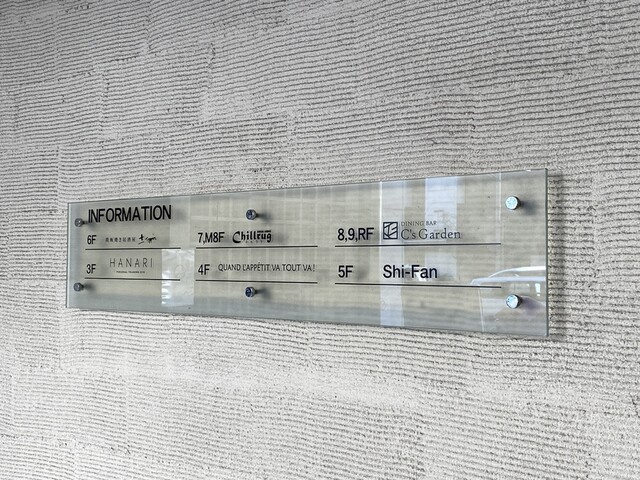 INFORMATION
6F
7,M8F Chillrug
8,9,RF DINING BAR
C's Garden
3F HANARI
4F QUAND L'APPÉTIT VA TOUT VA!
5F Shi-Fan